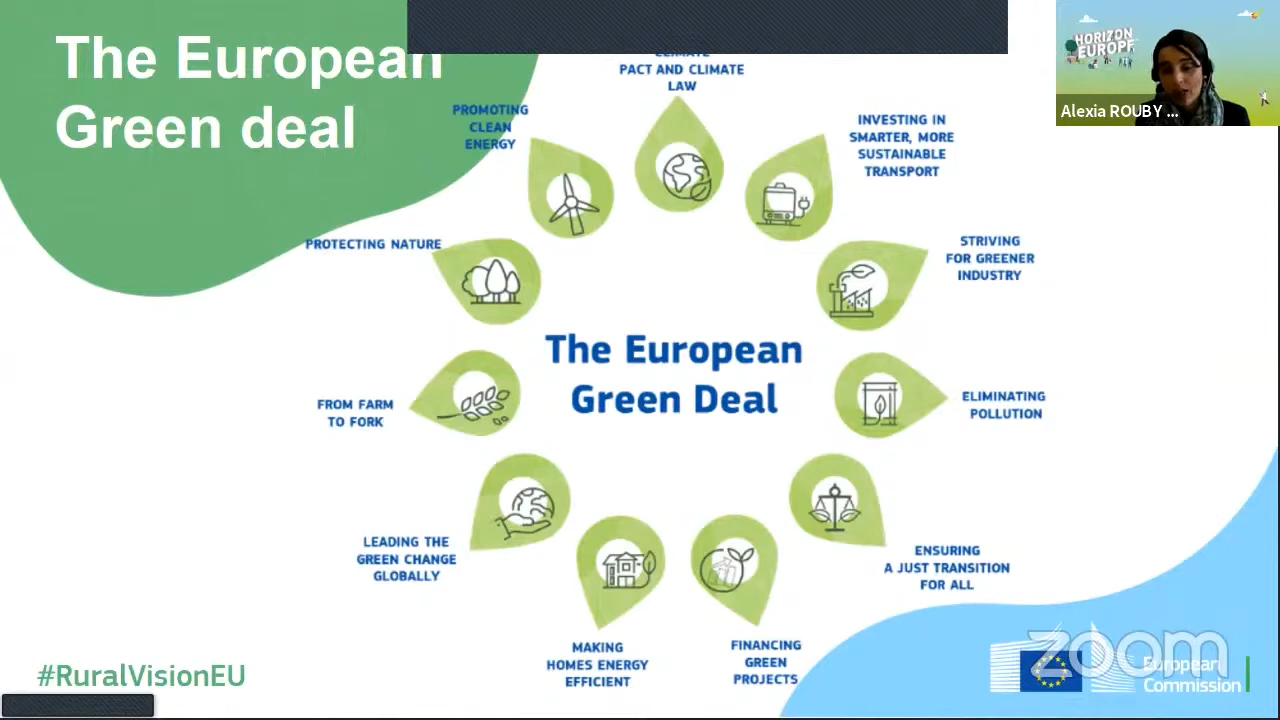 The European
Green deal
CLIMATE
PACT AND CLIMATE
LAW
PROMOTING
CLEAN
ENERGY
INVESTING IN
SMARTER, MORE
SUSTAINABLE
TRANSPORT
HORIZON
EUROPE
Alexia ROUBY ...
PROTECTING NATURE
STRIVING
FOR GREENER
INDUSTRY
The European
Green Deal
FROM FARM
TO FORK
ELIMINATING
POLLUTION
LEADING THE
GREEN CHANGE
GLOBALLY
ENSURING
A JUST TRANSITION
FOR ALL
MAKING
HOMES ENERGY
EFFICIENT
FINANCING
GREEN
PROJECTS
#RuralVisionEU
zoom
European
Commission